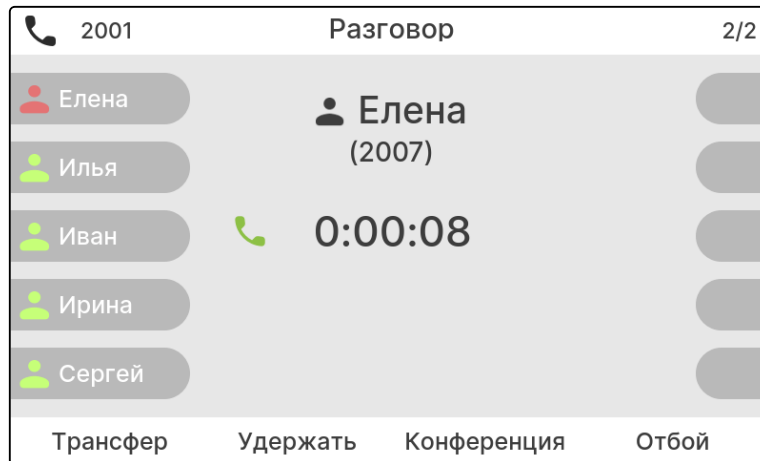 2001 Разговор 2/2
Елена
Илья
Иван
Ирина
Сергей
Елена
(2007)
0:00:08
Трансфер Удержать Конференция Отбой